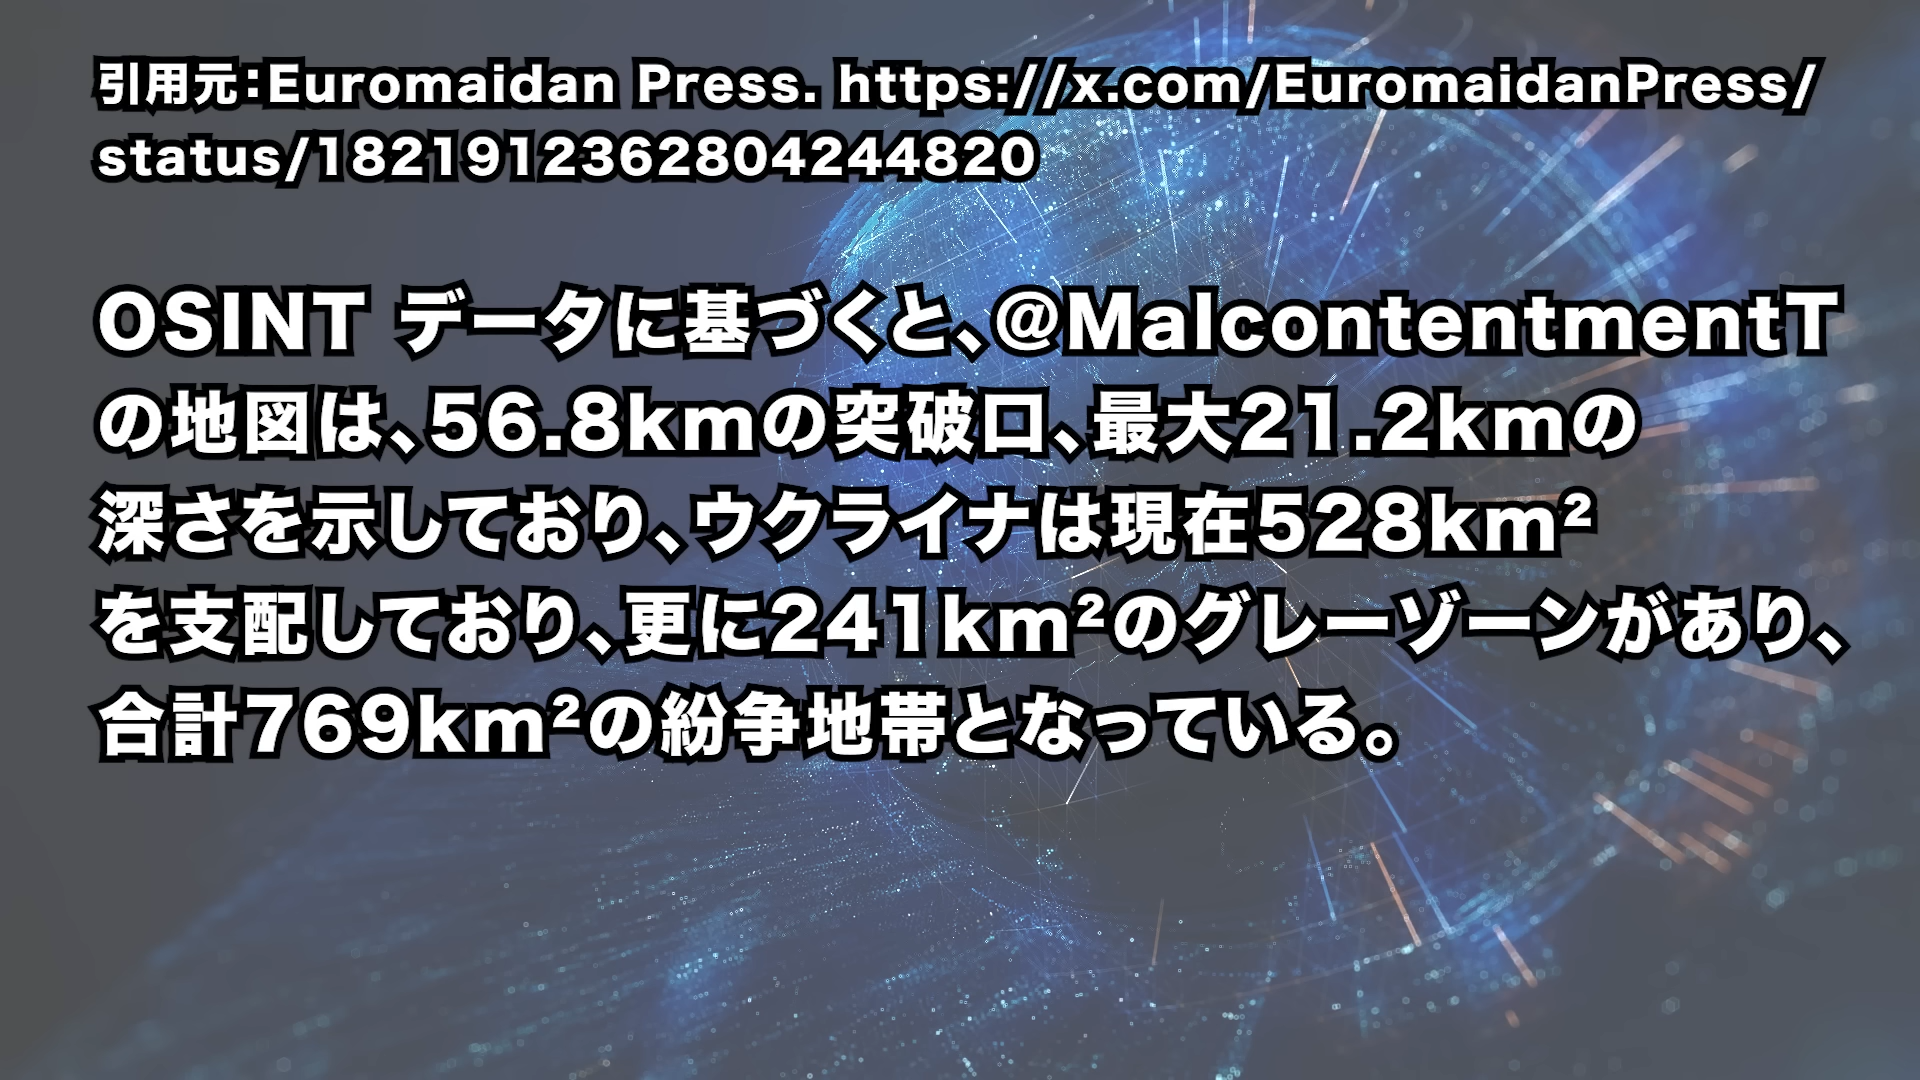 引用元：Euromaidan Press. https://x.com/EuromaidanPress/
status/1821912362804244820
OSINT データに基づくと、@MalcontentmentT
の地図は、56.8kmの突破口、最大21.2kmの
深さを示しており、ウクライナは現在528km²
を支配しており、更に241km²のグレーゾーンがあり、
合計769km²の紛争地帯となっている。